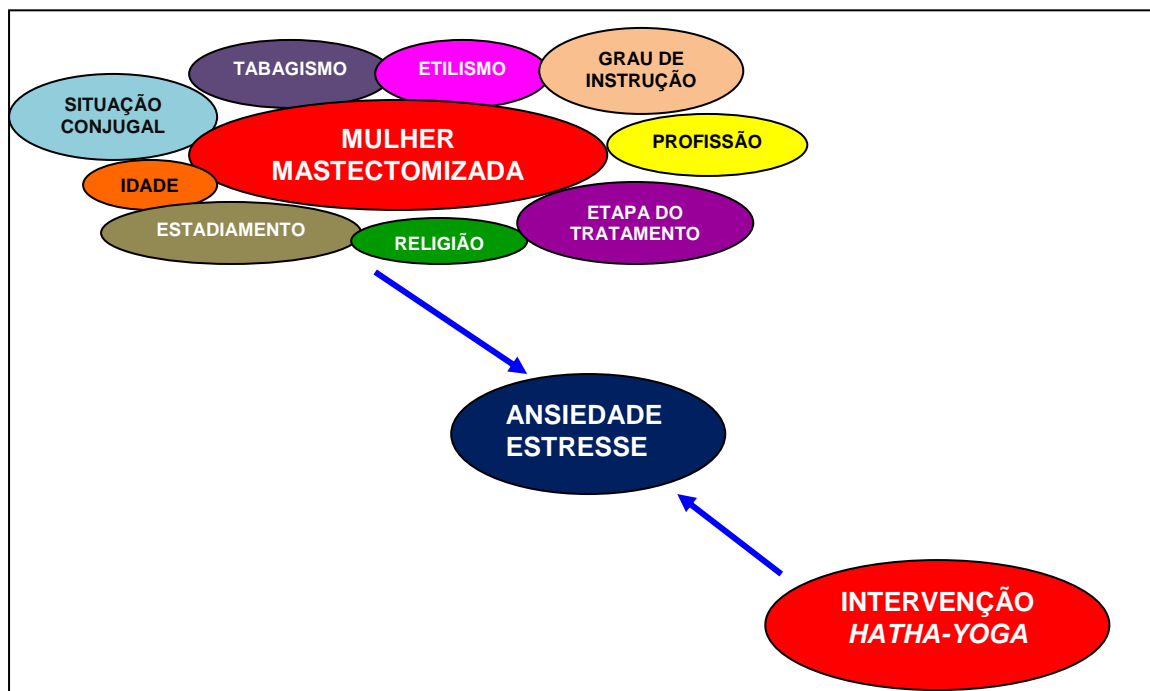 TABAGISMO
ETILISMO
GRAU DE
INSTRUÇÃO
SITUAÇÃO
CONJUGAL
MULHER
MASTECTOMIZADA
PROFISSÃO
IDADE
ESTADIAMENTO
RELIGIÃO
ETAPA DO
TRATAMENTO
ANSIEDADE
ESTRESSE
INTERVENÇÃO
HATHA-YOGA